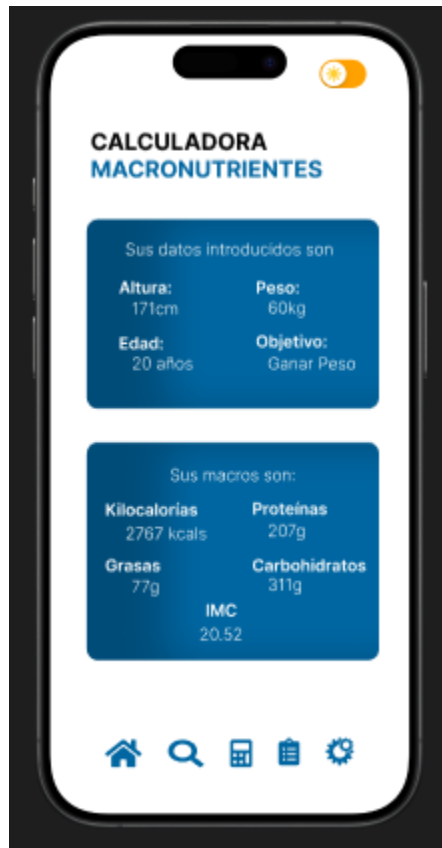 CALCULADORA
MACRONUTRIENTES
Sus datos introducidos son
Altura: Peso:
171cm 60kg
Edad: Objetivo:
20 años Ganar Peso
Sus macros son:
Kilocalorías Proteínas
2767 kcals 207g
Grasas Carbohidratos
77g 311g
IMC
20.52